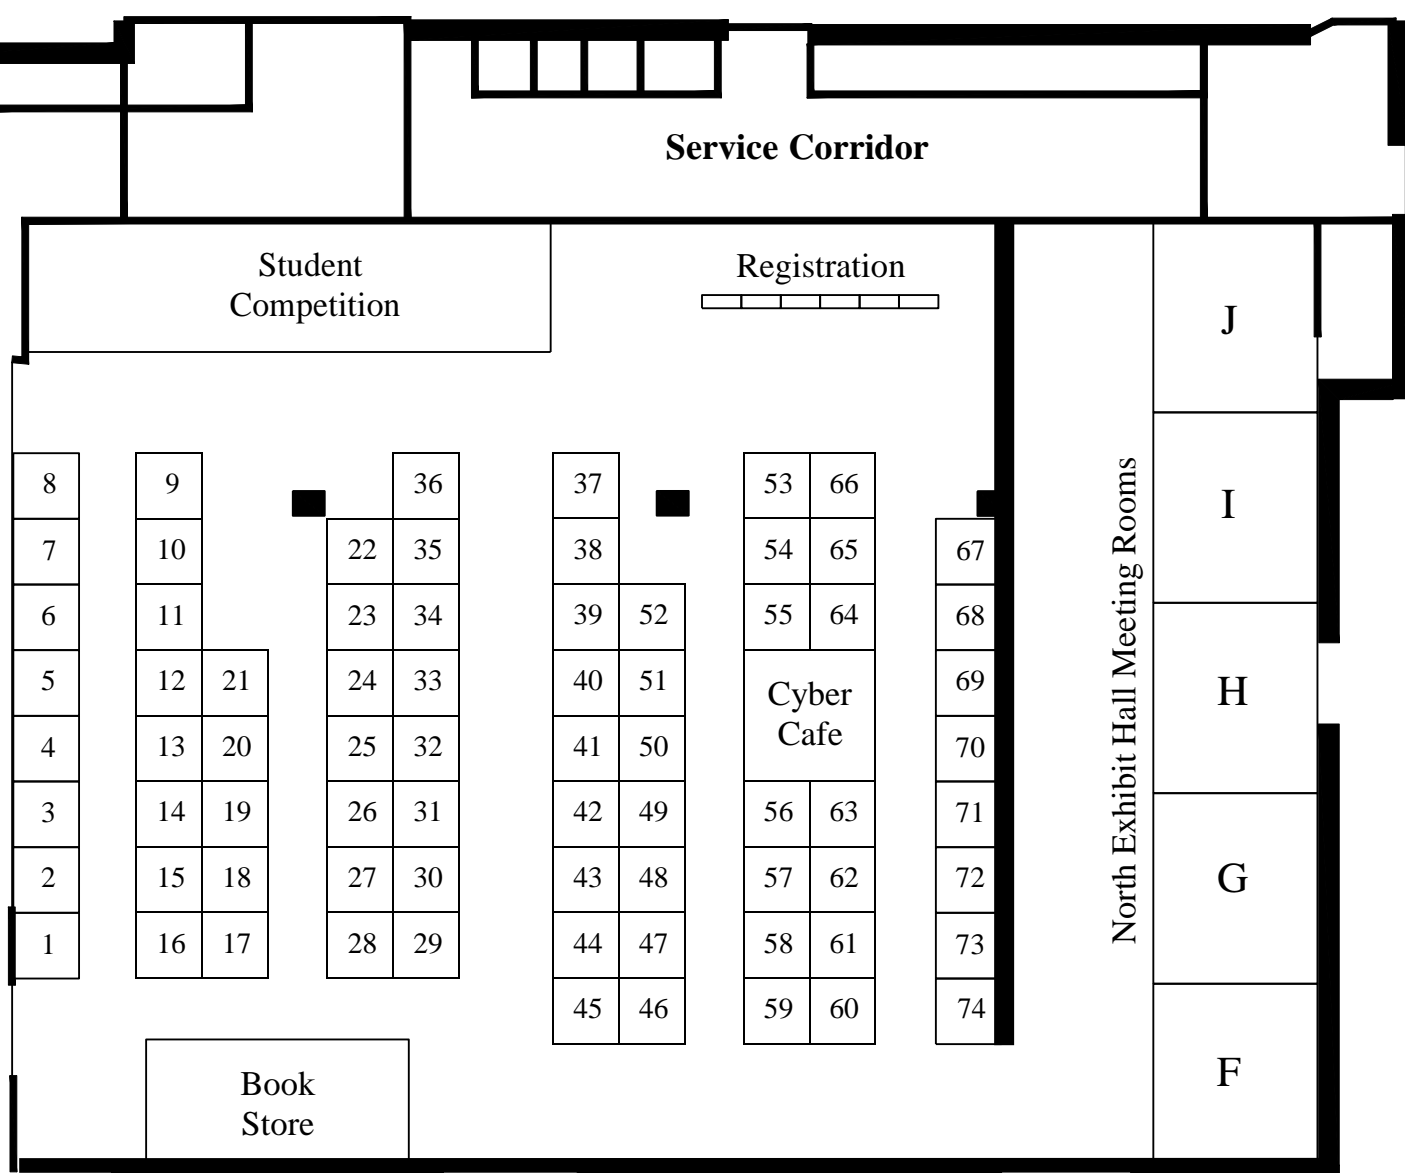 Service Corridor
Student
Competition
Registration
J
8 9 36 37 53 66
I
7 10 22 35 38 54 65 67
6 11 23 34 39 52 55 64 68
5 12 21 24 33 40 51 69
Cyber
Cafe
H
4 13 20 25 32 41 50 70
North Exhibit Hall Meeting Rooms
3 14 19 26 31 42 49 56 63 71
2 15 18 27 30 43 48 57 62 72
G
1 16 17 28 29 44 47 58 61 73
45 46 59 60 74
F
Book
Store